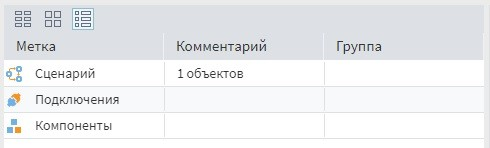 Метка Комментарий Группа
Сценарий 1 объектов
Подключения
Компоненты